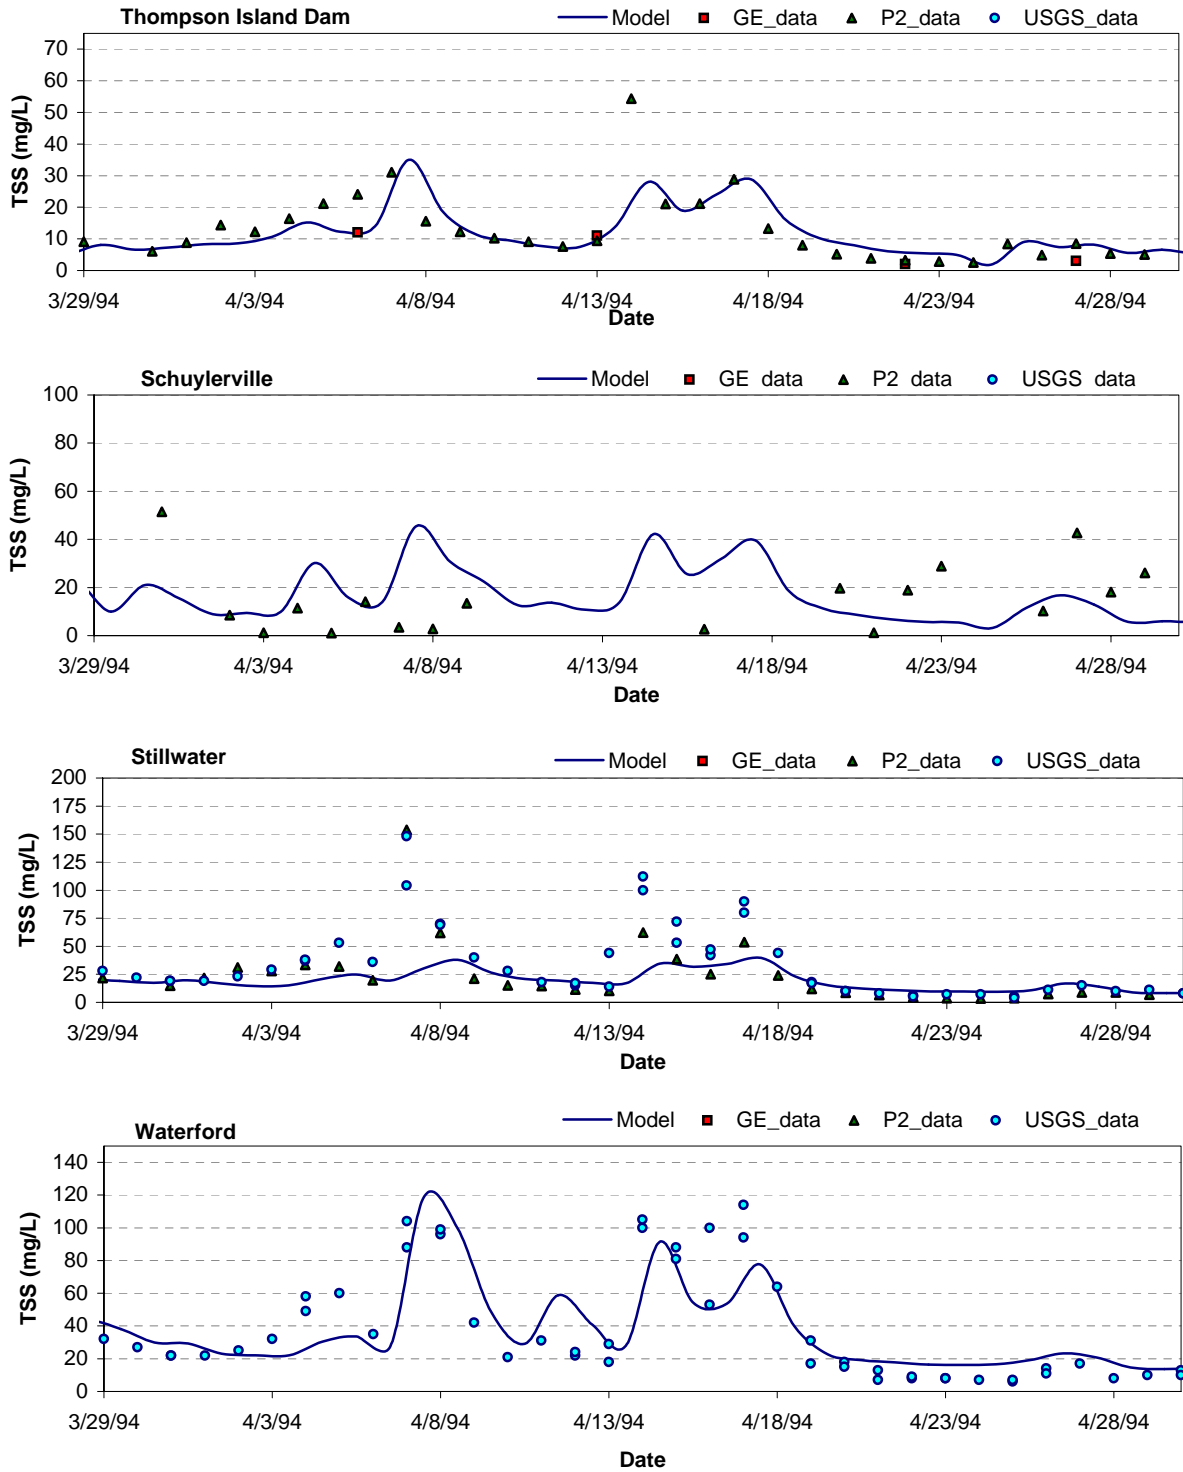 Thompson Island Dam
Model GE_data P2_data USGS_data
70
60
50
40
30
20
10
0
TSS (mg/L)
3/29/94 4/3/94 4/8/94 4/13/94 4/18/94 4/23/94 4/28/94
Date
Schuylerville
Model GE_data P2_data USGS_data
100
80
60
40
20
0
TSS (mg/L)
3/29/94 4/3/94 4/8/94 4/13/94 4/18/94 4/23/94 4/28/94
Date
Stillwater
Model GE_data P2_data USGS_data
200
175
150
125
100
75
50
25
0
TSS (mg/L)
3/29/94 4/3/94 4/8/94 4/13/94 4/18/94 4/23/94 4/28/94
Date
Waterford
Model GE_data P2_data USGS_data
140
120
100
80
60
40
20
0
TSS (mg/L)
3/29/94 4/3/94 4/8/94 4/13/94 4/18/94 4/23/94 4/28/94
Date